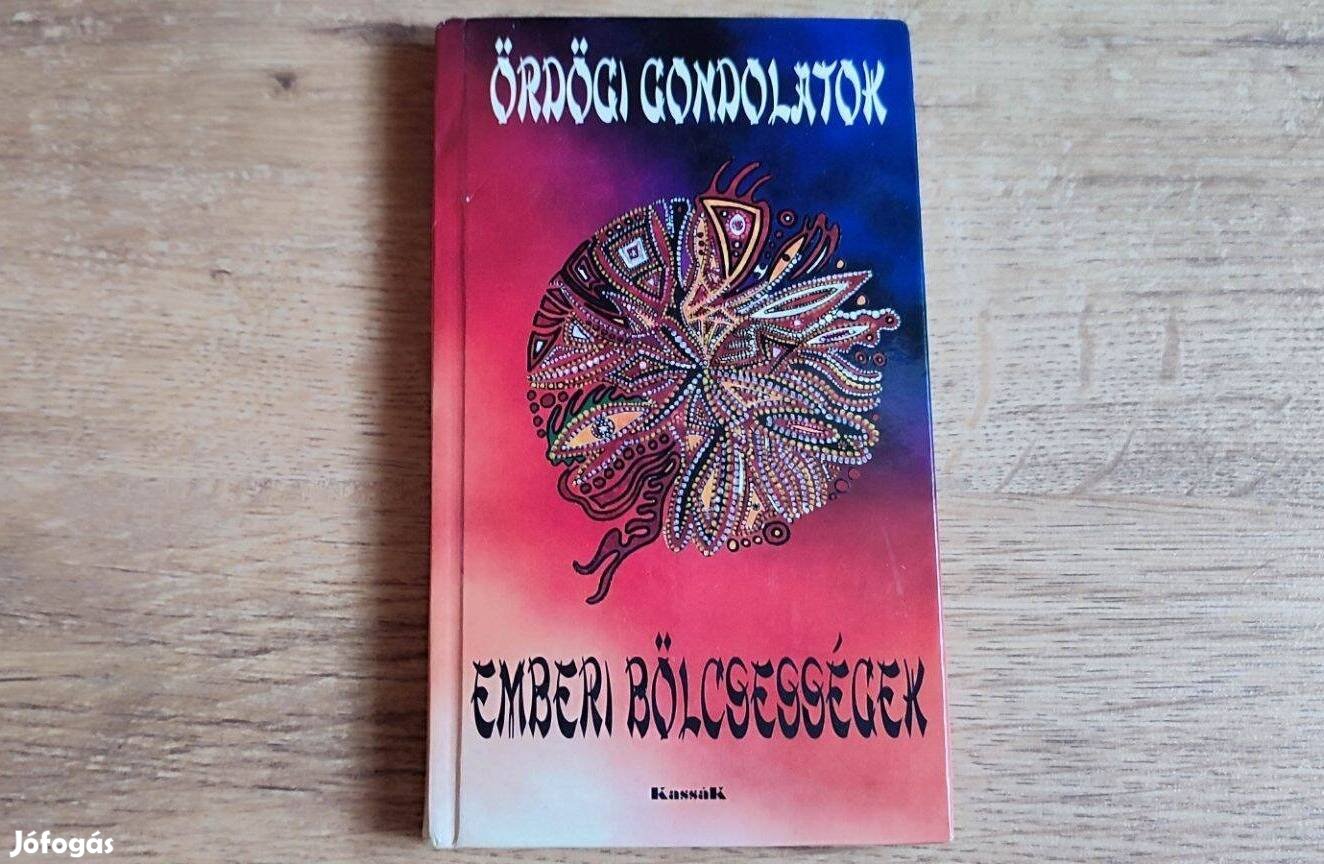 ÖRDÖGI GONDOLATOK
EMBERI BÖLCSESSÉGEK
KassáK
Jófogás